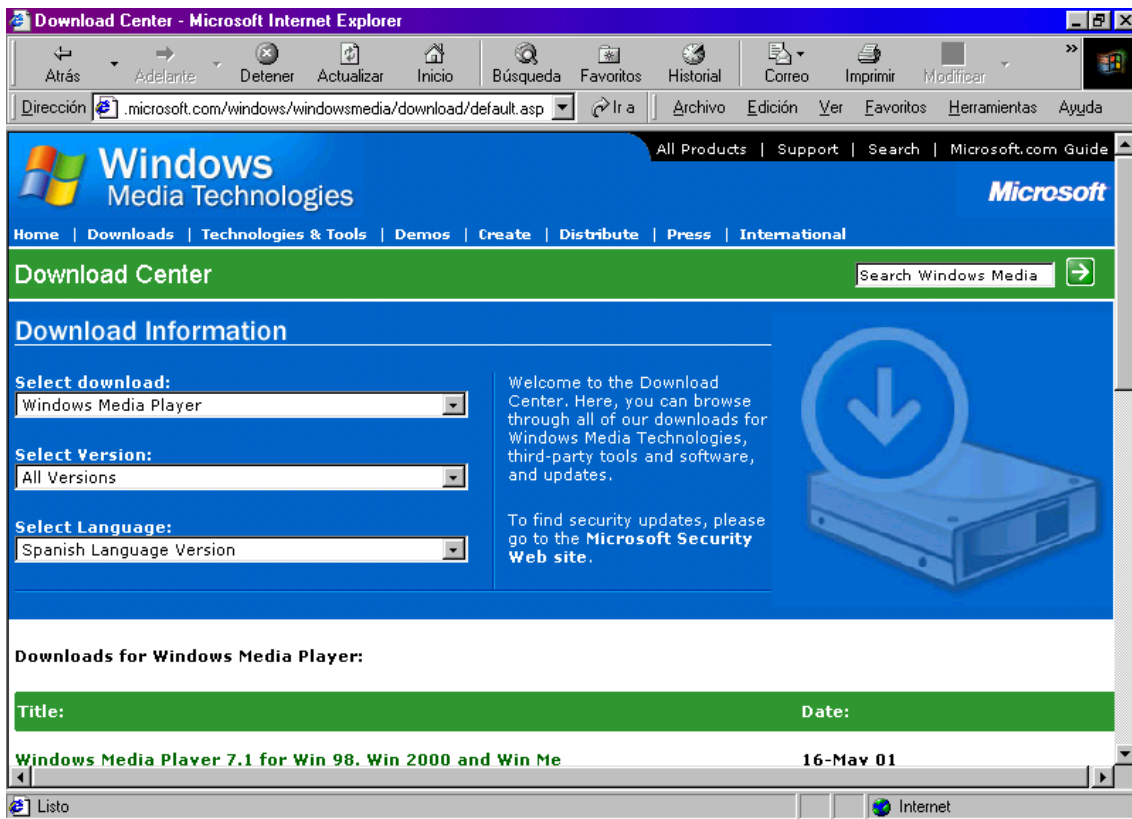 Download Center - Microsoft Internet Explorer
Atrás Adelante Detener Actualizar Inicio Búsqueda Favoritos Historial Correo Imprimir Modificar »
Dirección .microsoft.com/windows/windowsmedia/download/default.asp Ir a Archivo Edición Ver Favoritos Herramientas Ayuda
All Products | Support | Search | Microsoft.com Guide
Windows
Media Technologies
Microsoft
Home | Downloads | Technologies & Tools | Demos | Create | Distribute | Press | International
Download Center
Search Windows Media
Download Information
Select download:
Windows Media Player
Select Version:
All Versions
Select Language:
Spanish Language Version
Welcome to the Download
Center. Here, you can browse
through all of our downloads for
Windows Media Technologies,
third-party tools and software,
and updates.
To find security updates, please
go to the Microsoft Security
Web site.
Downloads for Windows Media Player:
Title: Date:
Windows Media Player 7.1 for Win 98, Win 2000 and Win Me 16-May 01
Listo Internet